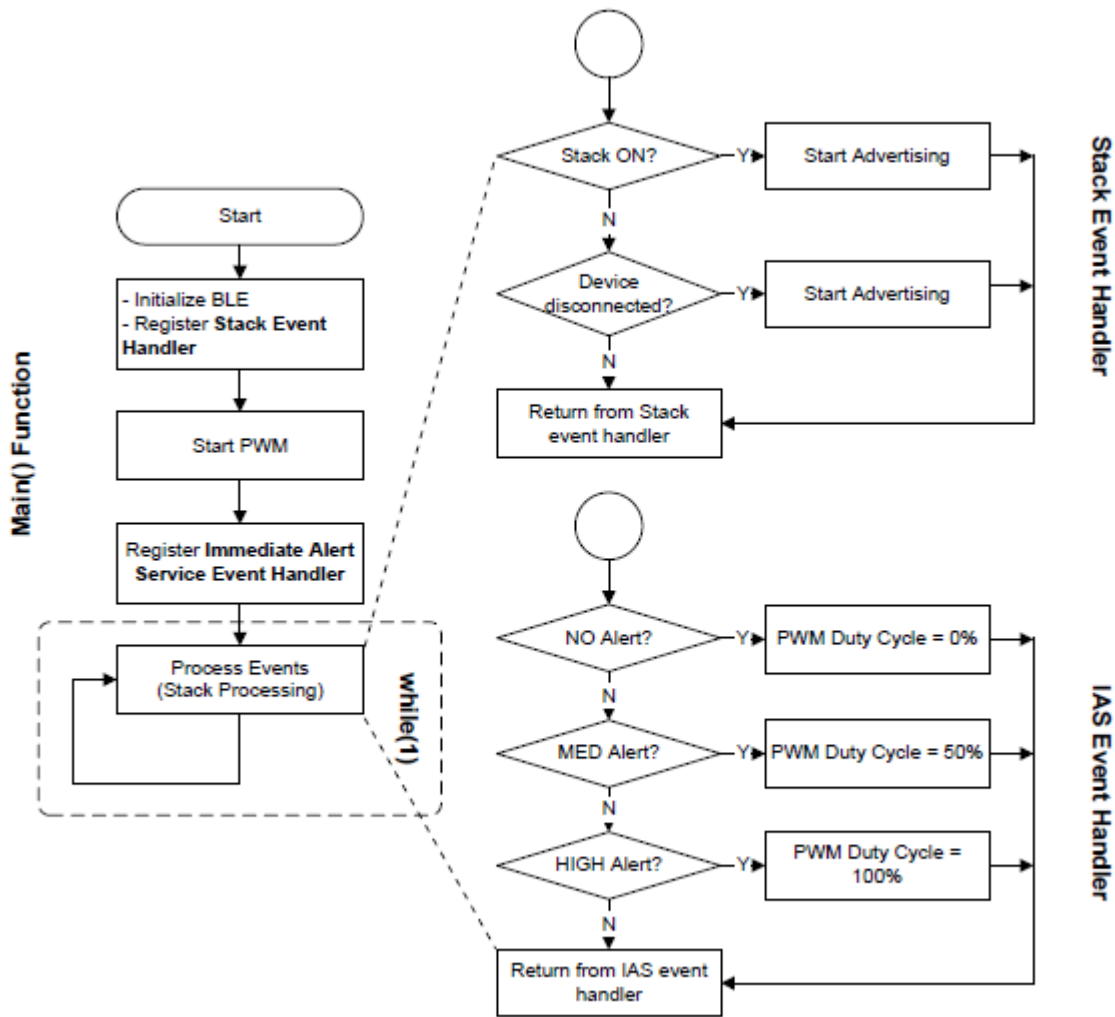 Main() Function
Start
- Initialize BLE
- Register Stack Event
Handler
Start PWM
Register Immediate Alert
Service Event Handler
Process Events
(Stack Processing)
while(1)
Stack ON?
Y
Start Advertising
N
Device
disconnected?
Y
Start Advertising
N
Return from Stack
event handler
Stack Event Handler
NO Alert?
Y
PWM Duty Cycle = 0%
N
MED Alert?
Y
PWM Duty Cycle = 50%
N
HIGH Alert?
Y
PWM Duty Cycle =
100%
N
Return from IAS event
handler
IAS Event Handler